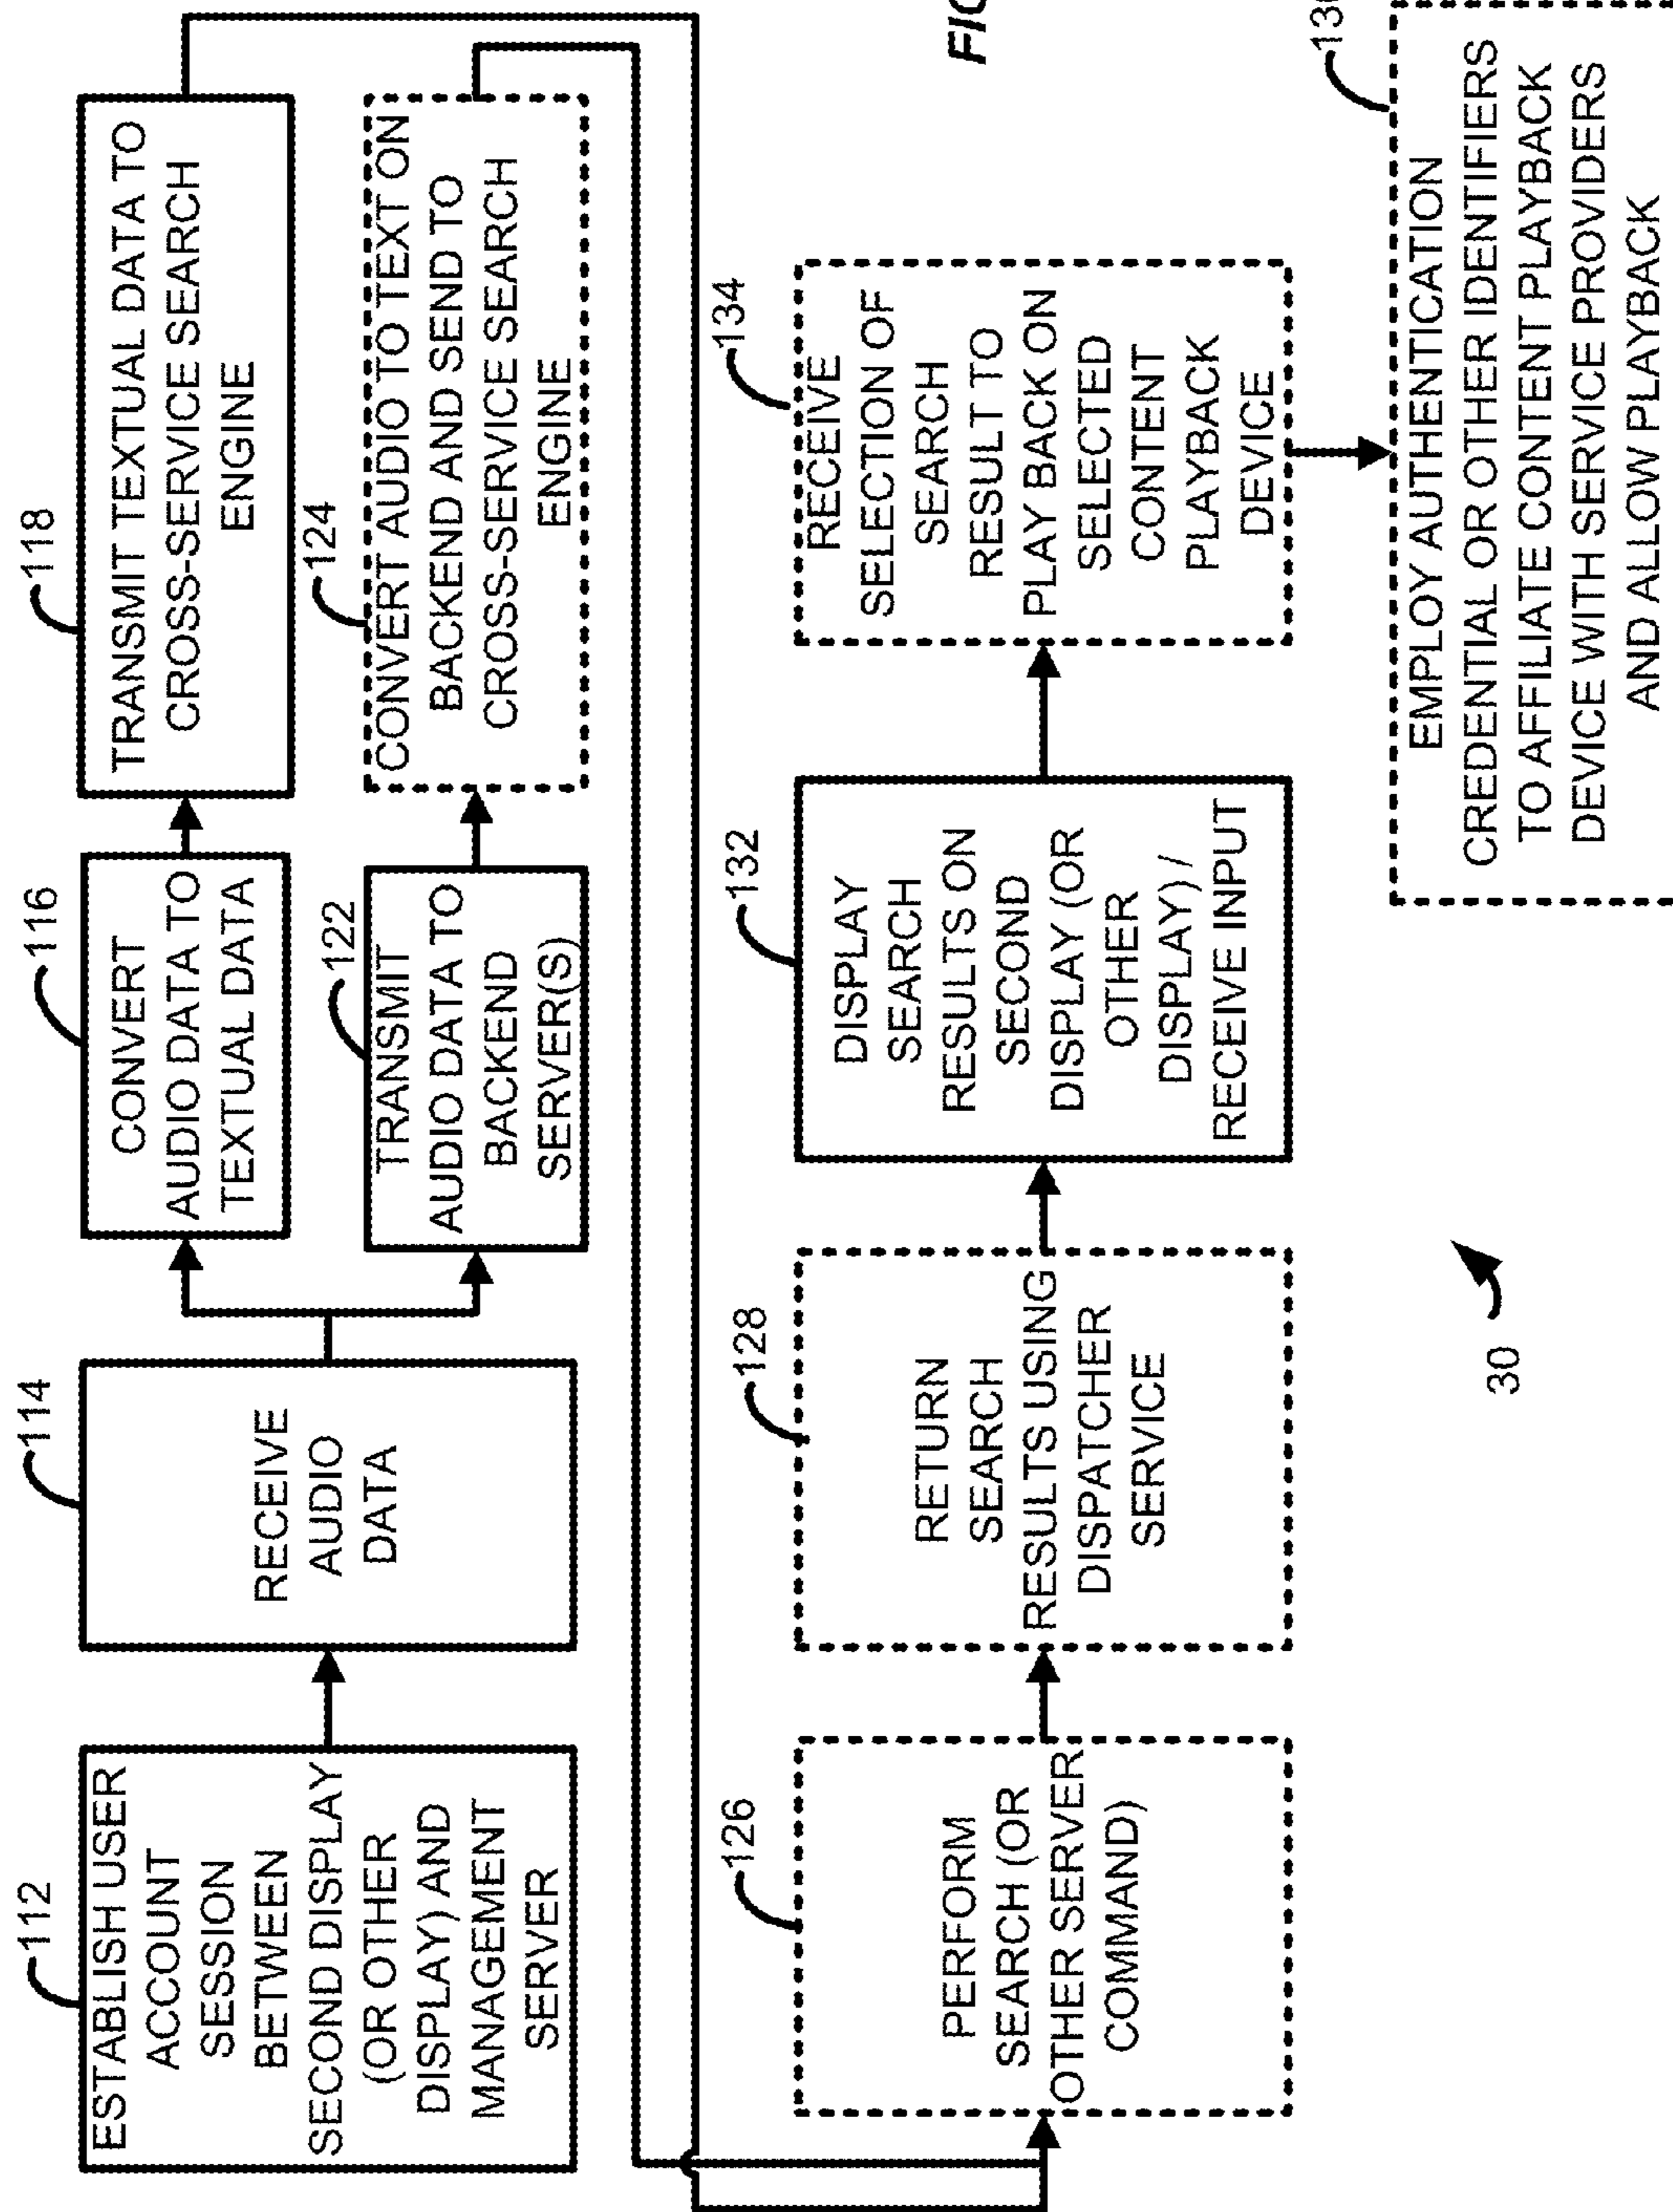 112
ESTABLISH USER
ACCOUNT
SESSION
BETWEEN
SECOND DISPLAY
(OR OTHER
DISPLAY) AND
MANAGEMENT
SERVER
114
RECEIVE
AUDIO
DATA
116
CONVERT
AUDIO DATA TO
TEXTUAL DATA
118
TRANSMIT TEXTUAL DATA TO
CROSS-SERVICE SEARCH
ENGINE
122
TRANSMIT
AUDIO DATA TO
BACKEND
SERVER(S)
124
CONVERT AUDIO TO TEXT ON
BACKEND AND SEND TO
CROSS-SERVICE SEARCH
ENGINE
126
PERFORM
SEARCH (OR
OTHER SERVER
COMMAND)
128
RETURN
SEARCH
RESULTS USING
DISPATCHER
SERVICE
132
DISPLAY
SEARCH
RESULTS ON
SECOND
DISPLAY (OR
OTHER
DISPLAY) /
RECEIVE INPUT
134
RECEIVE
SELECTION OF
SEARCH
RESULT TO
PLAY BACK ON
SELECTED
CONTENT
PLAYBACK
DEVICE
EMPLOY AUTHENTICATION
CREDENTIAL OR OTHER IDENTIFIERS
TO AFFILIATE CONTENT PLAYBACK
DEVICE WITH SERVICE PROVIDERS
AND ALLOW PLAYBACK
30